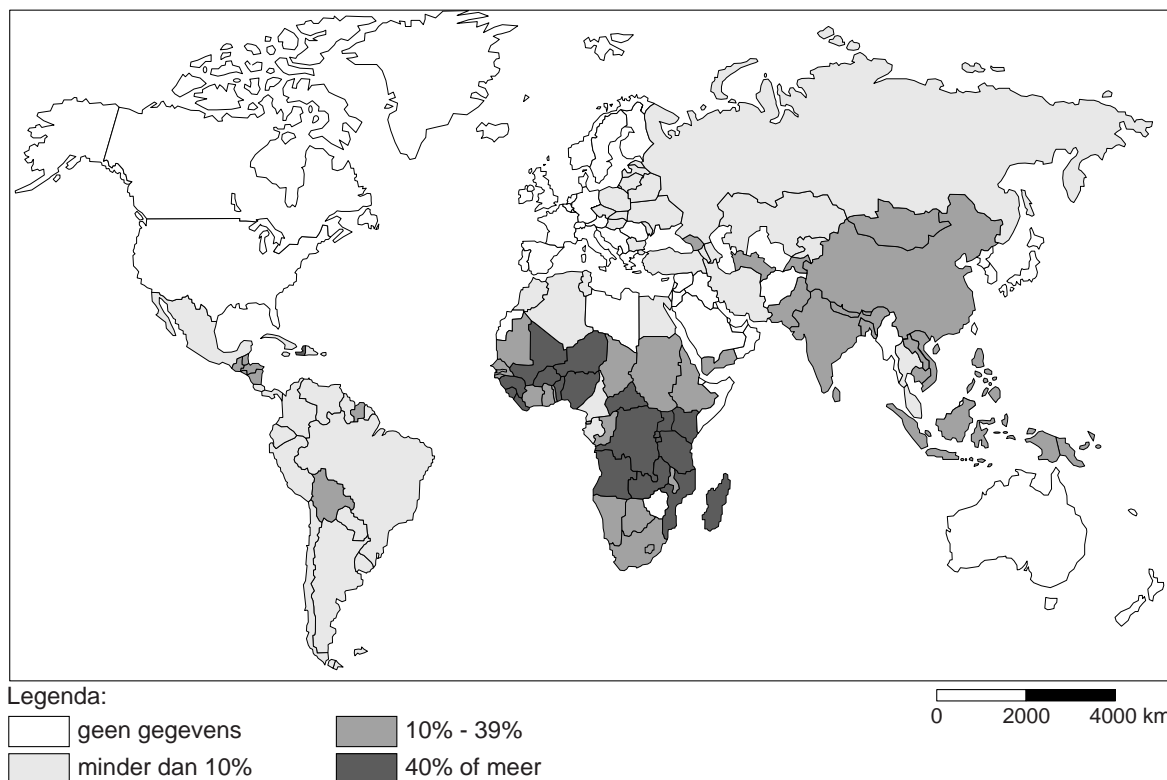 Legenda:
geen gegevens
minder dan 10%
10% - 39%
40% of meer
0 2000 4000 km